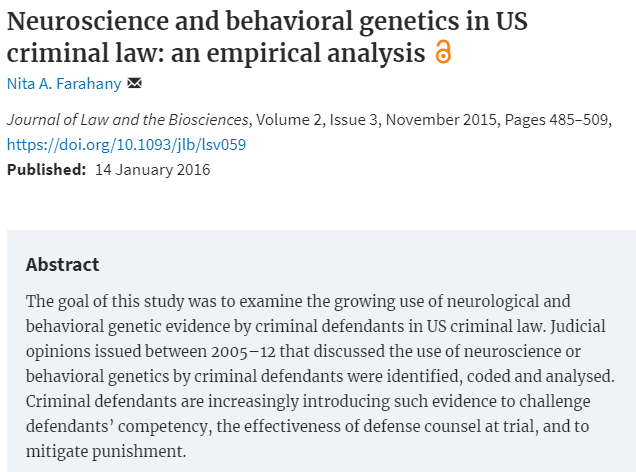 Neuroscience and behavioral genetics in US
criminal law: an empirical analysis
Nita A. Farahany
Journal of Law and the Biosciences, Volume 2, Issue 3, November 2015, Pages 485–509,
https://doi.org/10.1093/jlb/lsv059
Published: 14 January 2016
Abstract
The goal of this study was to examine the growing use of neurological and
behavioral genetic evidence by criminal defendants in US criminal law. Judicial
opinions issued between 2005–12 that discussed the use of neuroscience or
behavioral genetics by criminal defendants were identified, coded and analysed.
Criminal defendants are increasingly introducing such evidence to challenge
defendants’ competency, the effectiveness of defense counsel at trial, and to
mitigate punishment.